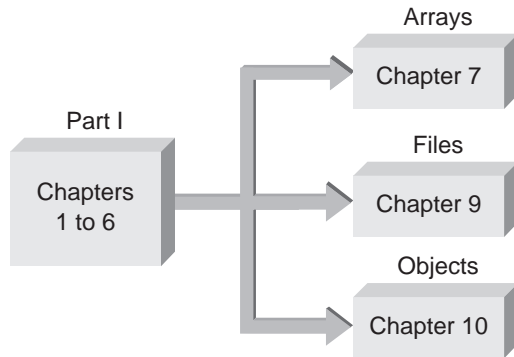 Part I
Chapters
1 to 6
Arrays
Chapter 7
Files
Chapter 9
Objects
Chapter 10